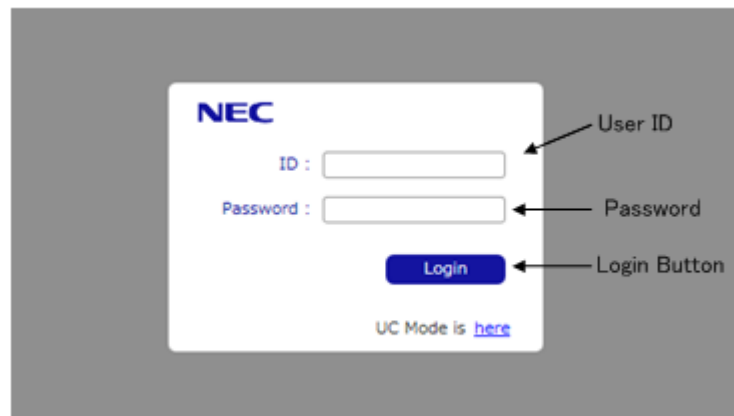 NEC
User ID
ID :
Password :
Password
Login
Login Button
UC Mode is here